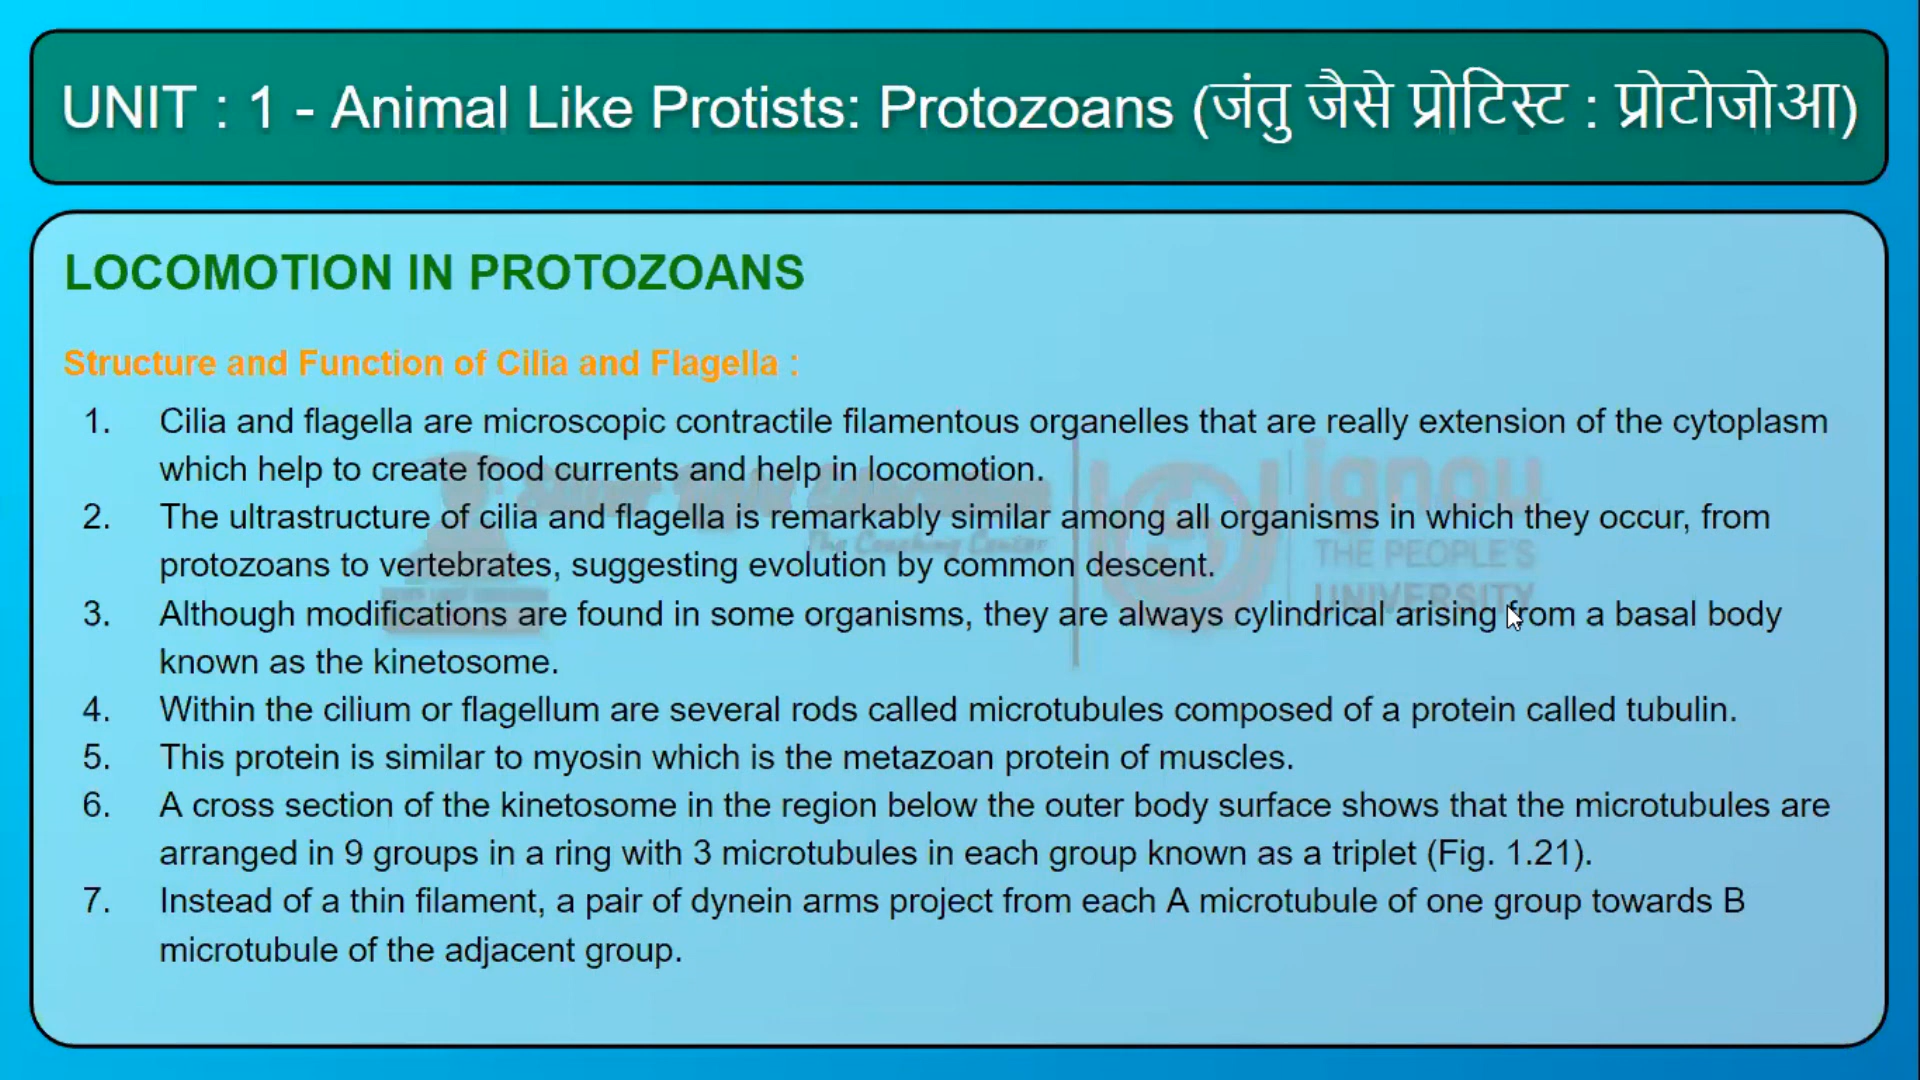 UNIT : 1 - Animal Like Protists: Protozoans (जंतु जैसे प्रोटिस्ट : प्रोटोजोआ)
LOCOMOTION IN PROTOZOANS
Structure and Function of Cilia and Flagella :
1. Cilia and flagella are microscopic contractile filamentous organelles that are really extension of the cytoplasm
which help to create food currents and help in locomotion.
2. The ultrastructure of cilia and flagella is remarkably similar among all organisms in which they occur, from
protozoans to vertebrates, suggesting evolution by common descent.
3. Although modifications are found in some organisms, they are always cylindrical arising from a basal body
known as the kinetosome.
4. Within the cilium or flagellum are several rods called microtubules composed of a protein called tubulin.
5. This protein is similar to myosin which is the metazoan protein of muscles.
6. A cross section of the kinetosome in the region below the outer body surface shows that the microtubules are
arranged in 9 groups in a ring with 3 microtubules in each group known as a triplet (Fig. 1.21).
7. Instead of a thin filament, a pair of dynein arms project from each A microtubule of one group towards B
microtubule of the adjacent group.
The Coaching Center
ignou
THE PEOPLE'S
UNIVERSITY